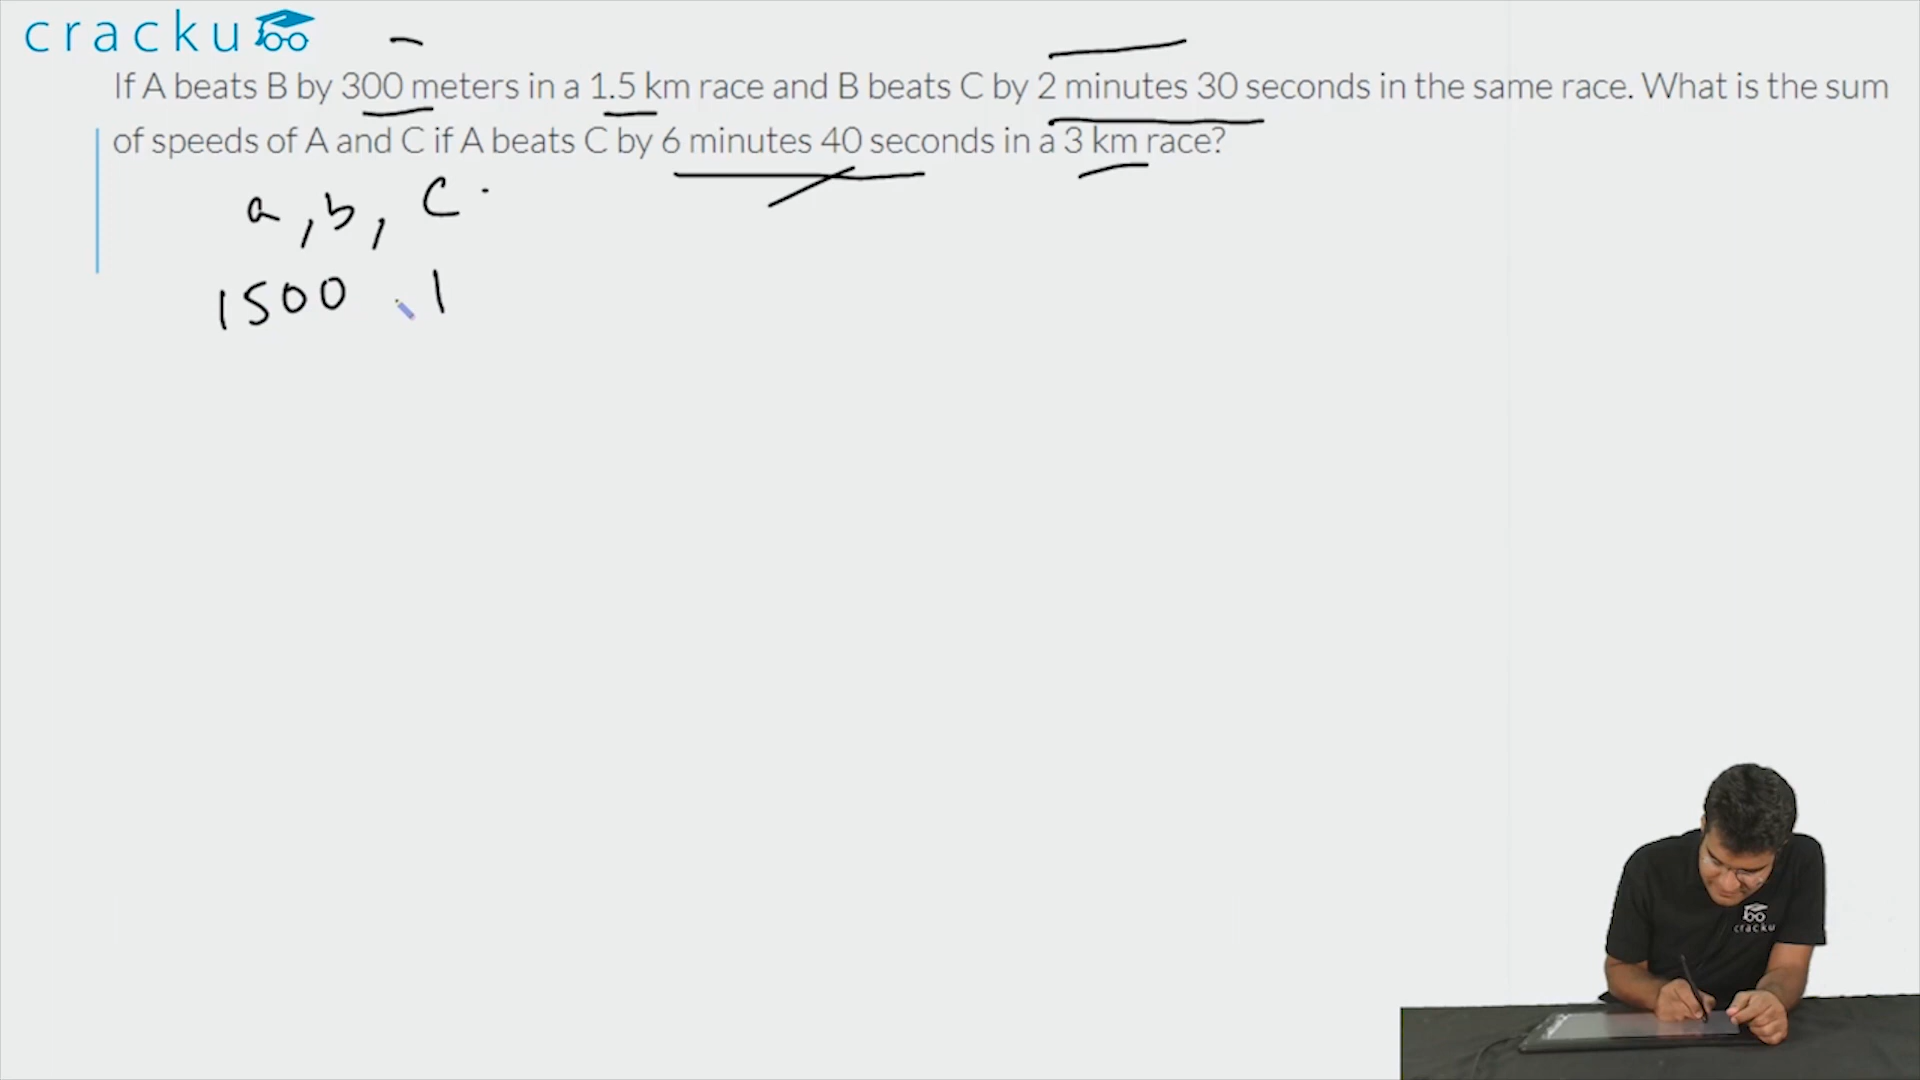 cracku
If A beats B by 300 meters in a 1.5 km race and B beats C by 2 minutes 30 seconds in the same race. What is the sum
of speeds of A and C if A beats C by 6 minutes 40 seconds in a 3 km race?
a, b, c.
1500 1
cracku